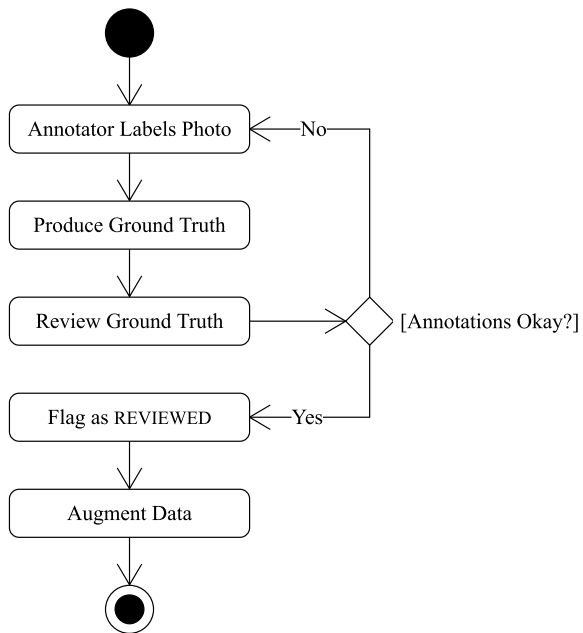 Annotator Labels Photo
No
Produce Ground Truth
Review Ground Truth
[Annotations Okay?]
Flag as REVIEWED
Yes
Augment Data